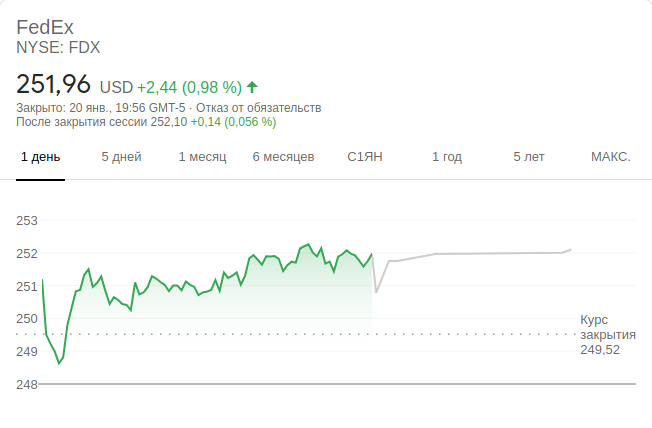 FedEx
NYSE: FDX
251,96 USD +2,44 (0,98 %)
Закрыто: 20 янв., 19:56 GMT-5 · Отказ от обязательств
После закрытия сессии 252,10 +0,14 (0,056 %)
1 день 5 дней 1 месяц 6 месяцев С1ЯН 1 год 5 лет МАКС.
253
252
251
250
249
248
Курс
закрытия
249,52